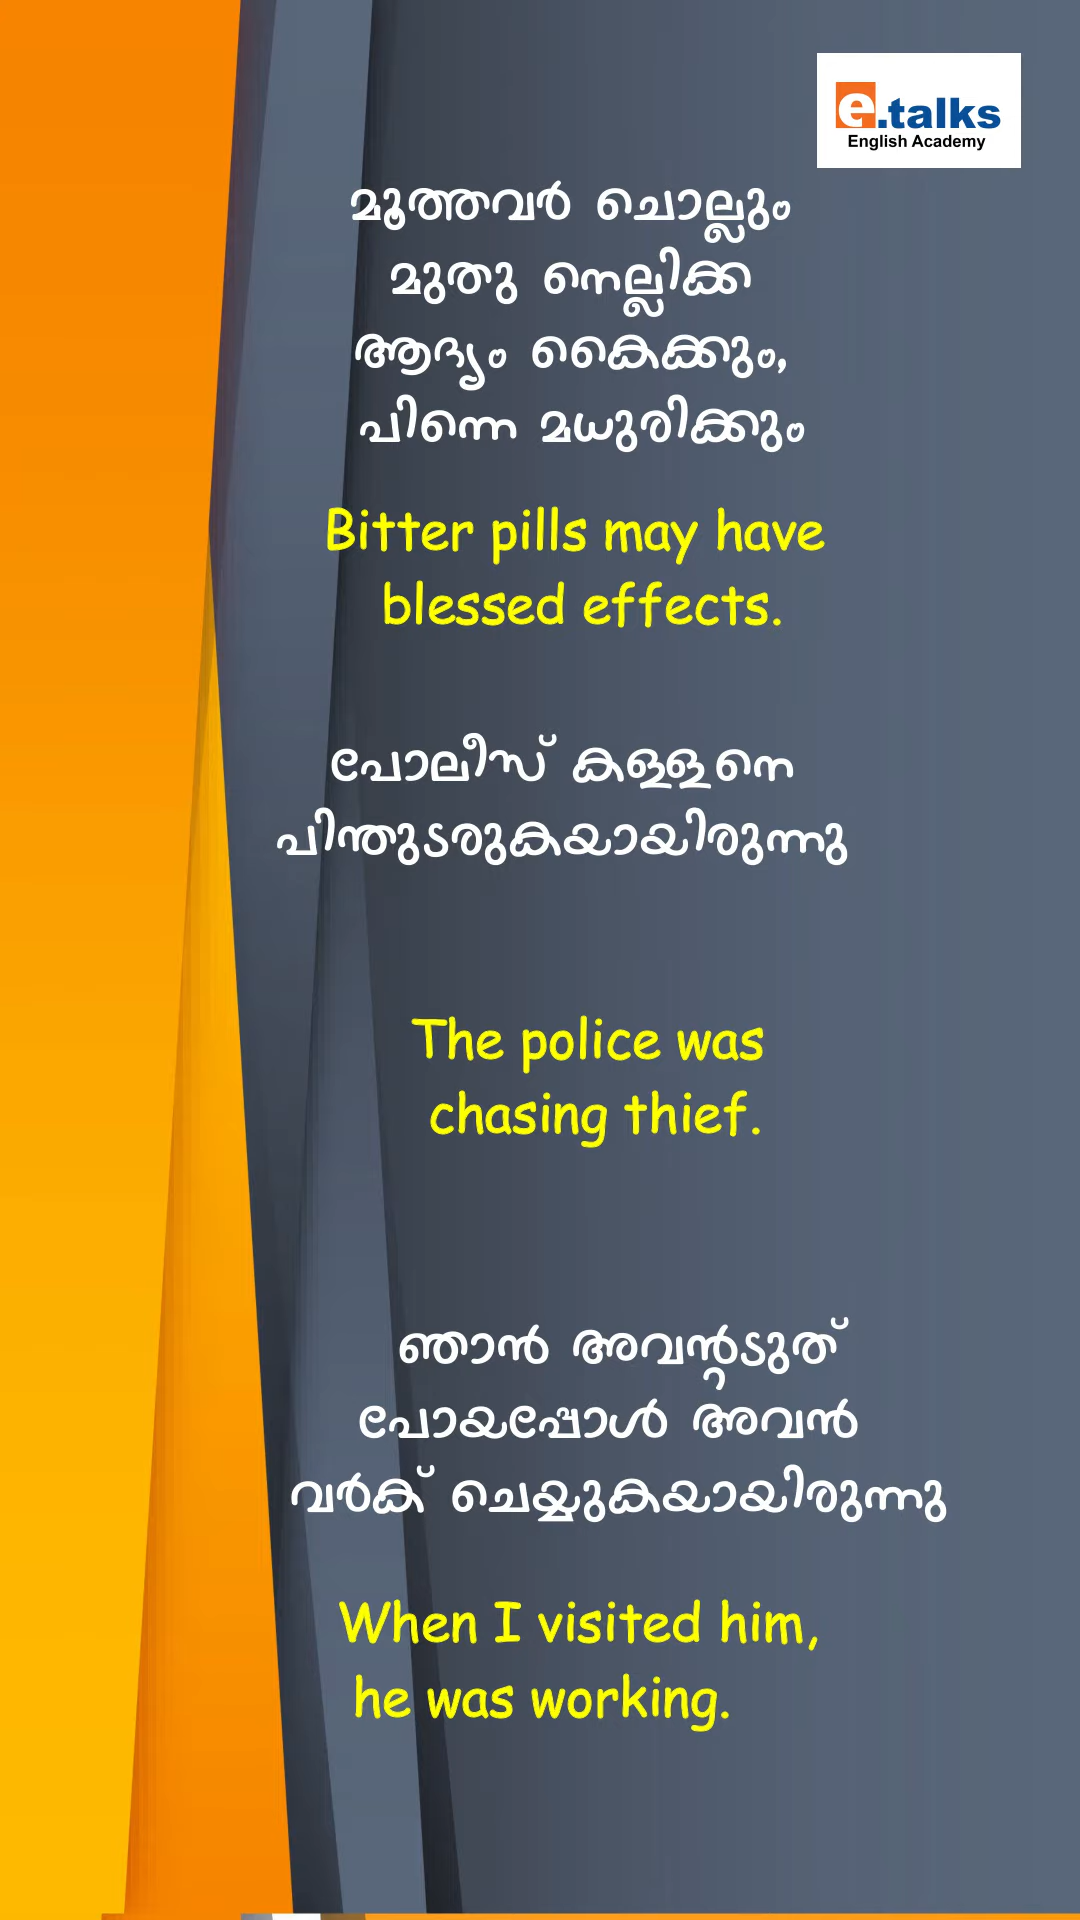 e.talks
English Academy
മൂത്തവർ ചൊല്ലും
മുതു നെല്ലിക്ക
ആദ്യം കൈക്കും,
പിന്നെ മധുരിക്കും
Bitter pills may have
blessed effects.
പോലീസ് കള്ളനെ
പിന്തുടരുകയായിരുന്നു
The police was
chasing thief.
ഞാൻ അവന്റടുത്
പോയപ്പോൾ അവൻ
വർക് ചെയ്യുകയായിരുന്നു
When I visited him,
he was working.